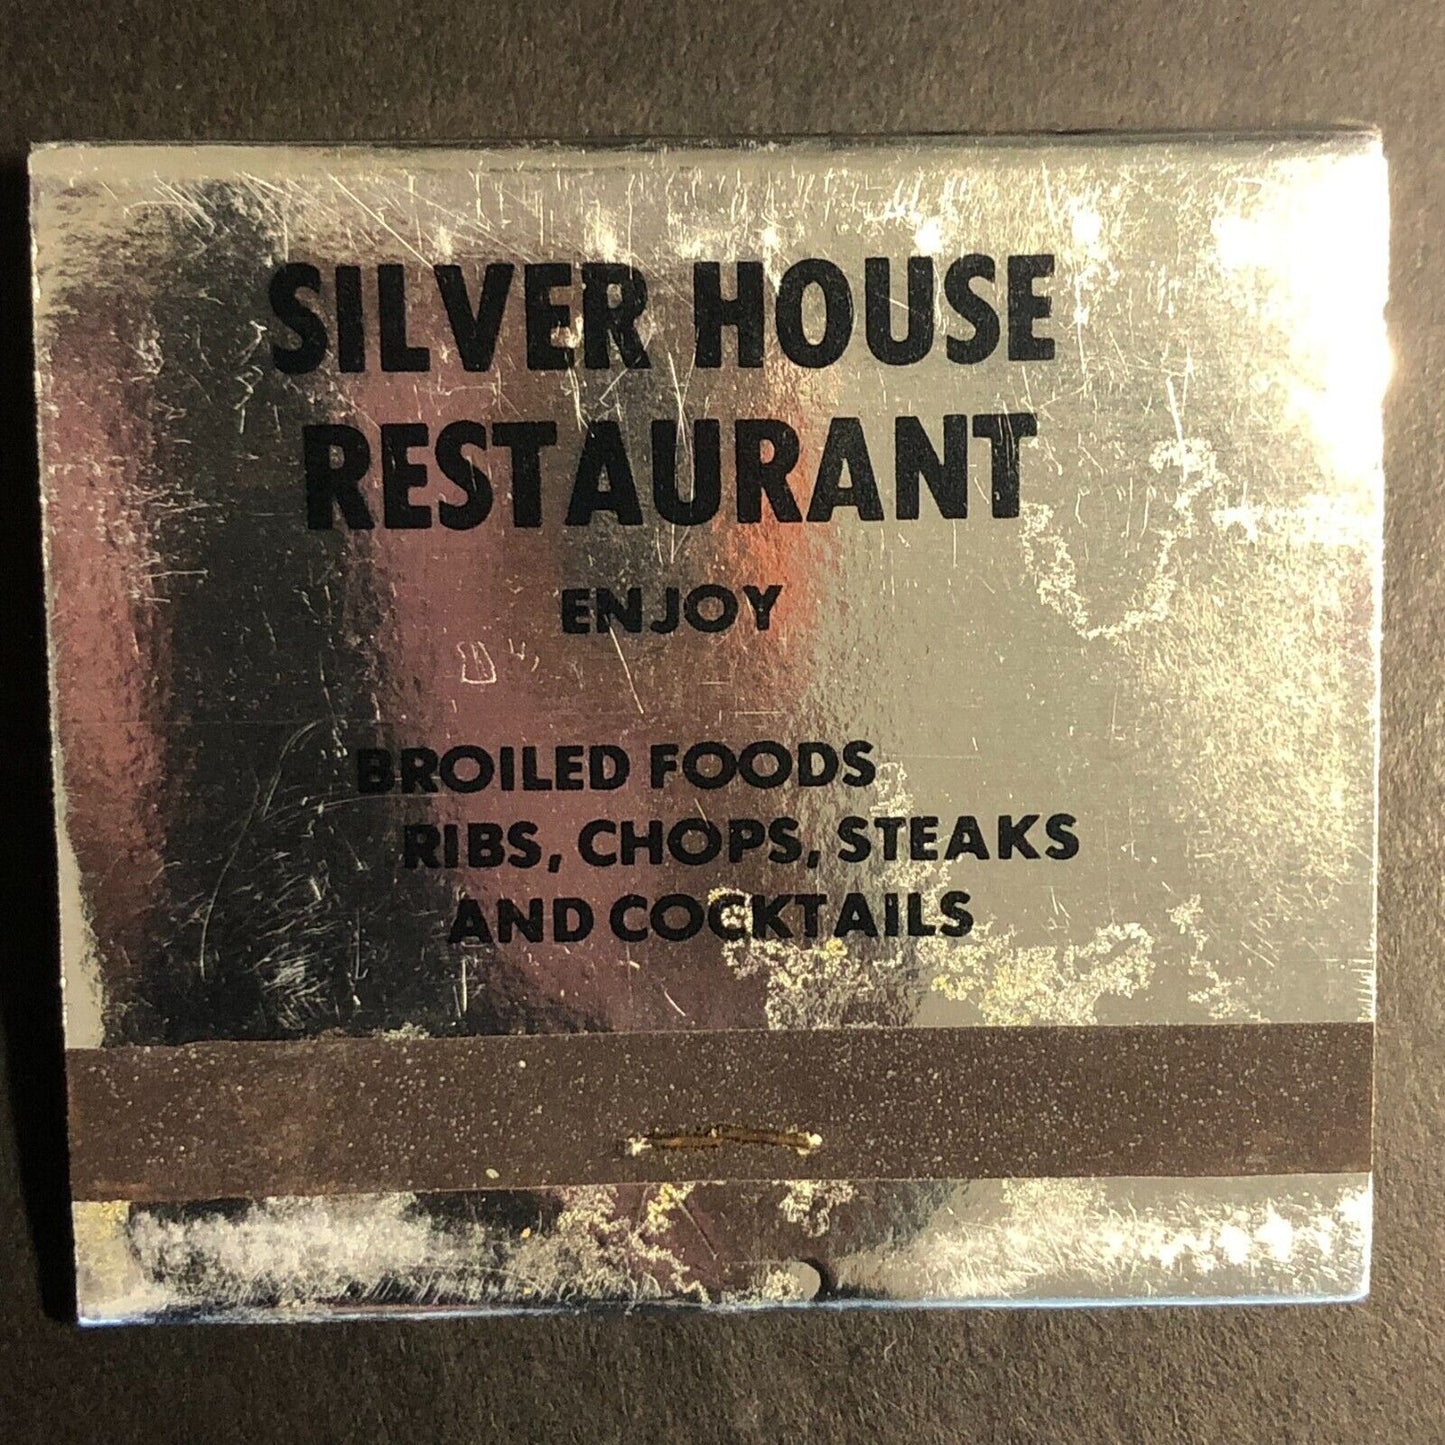 SILVER HOUSE
RESTAURANT
ENJOY
BROILED FOODS
RIBS, CHOPS, STEAKS
AND COCKTAILS